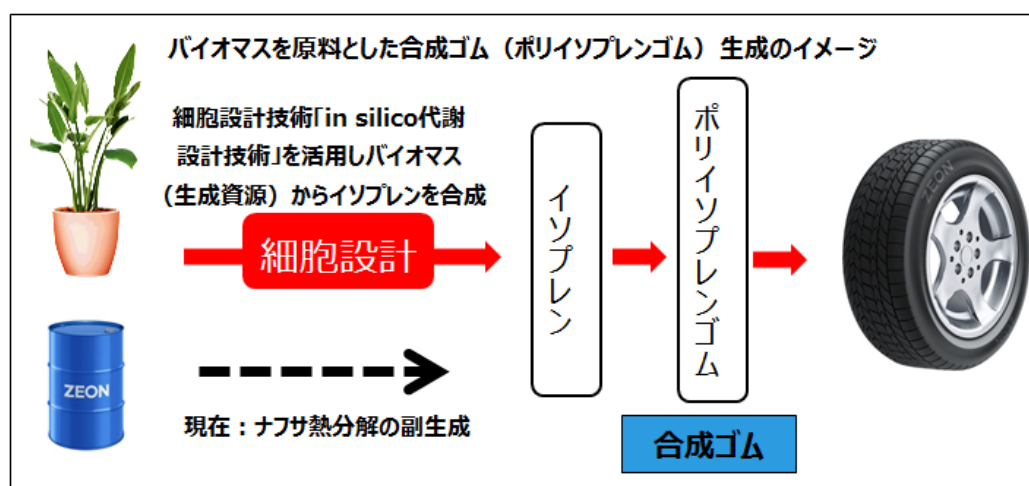 バイオマスを原料とした合成ゴム（ポリイソプレンゴム）生成のイメージ
細胞設計技術「in silico代謝
設計技術」を活用しバイオマス
（生成資源）からイソプレンを合成
細胞設計
イソプレン
ポリイソプレンゴム
ZEON
ZEON
現在：ナフサ熱分解の副生成
合成ゴム